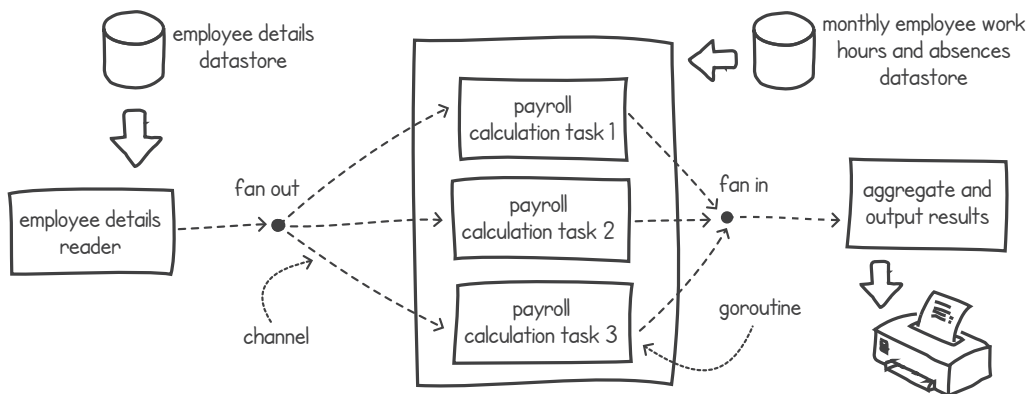 employee details
datastore
monthly employee work
hours and absences
datastore
payroll
calculation task 1
fan out
fan in
employee details
reader
payroll
calculation task 2
aggregate and
output results
payroll
calculation task 3
channel
goroutine